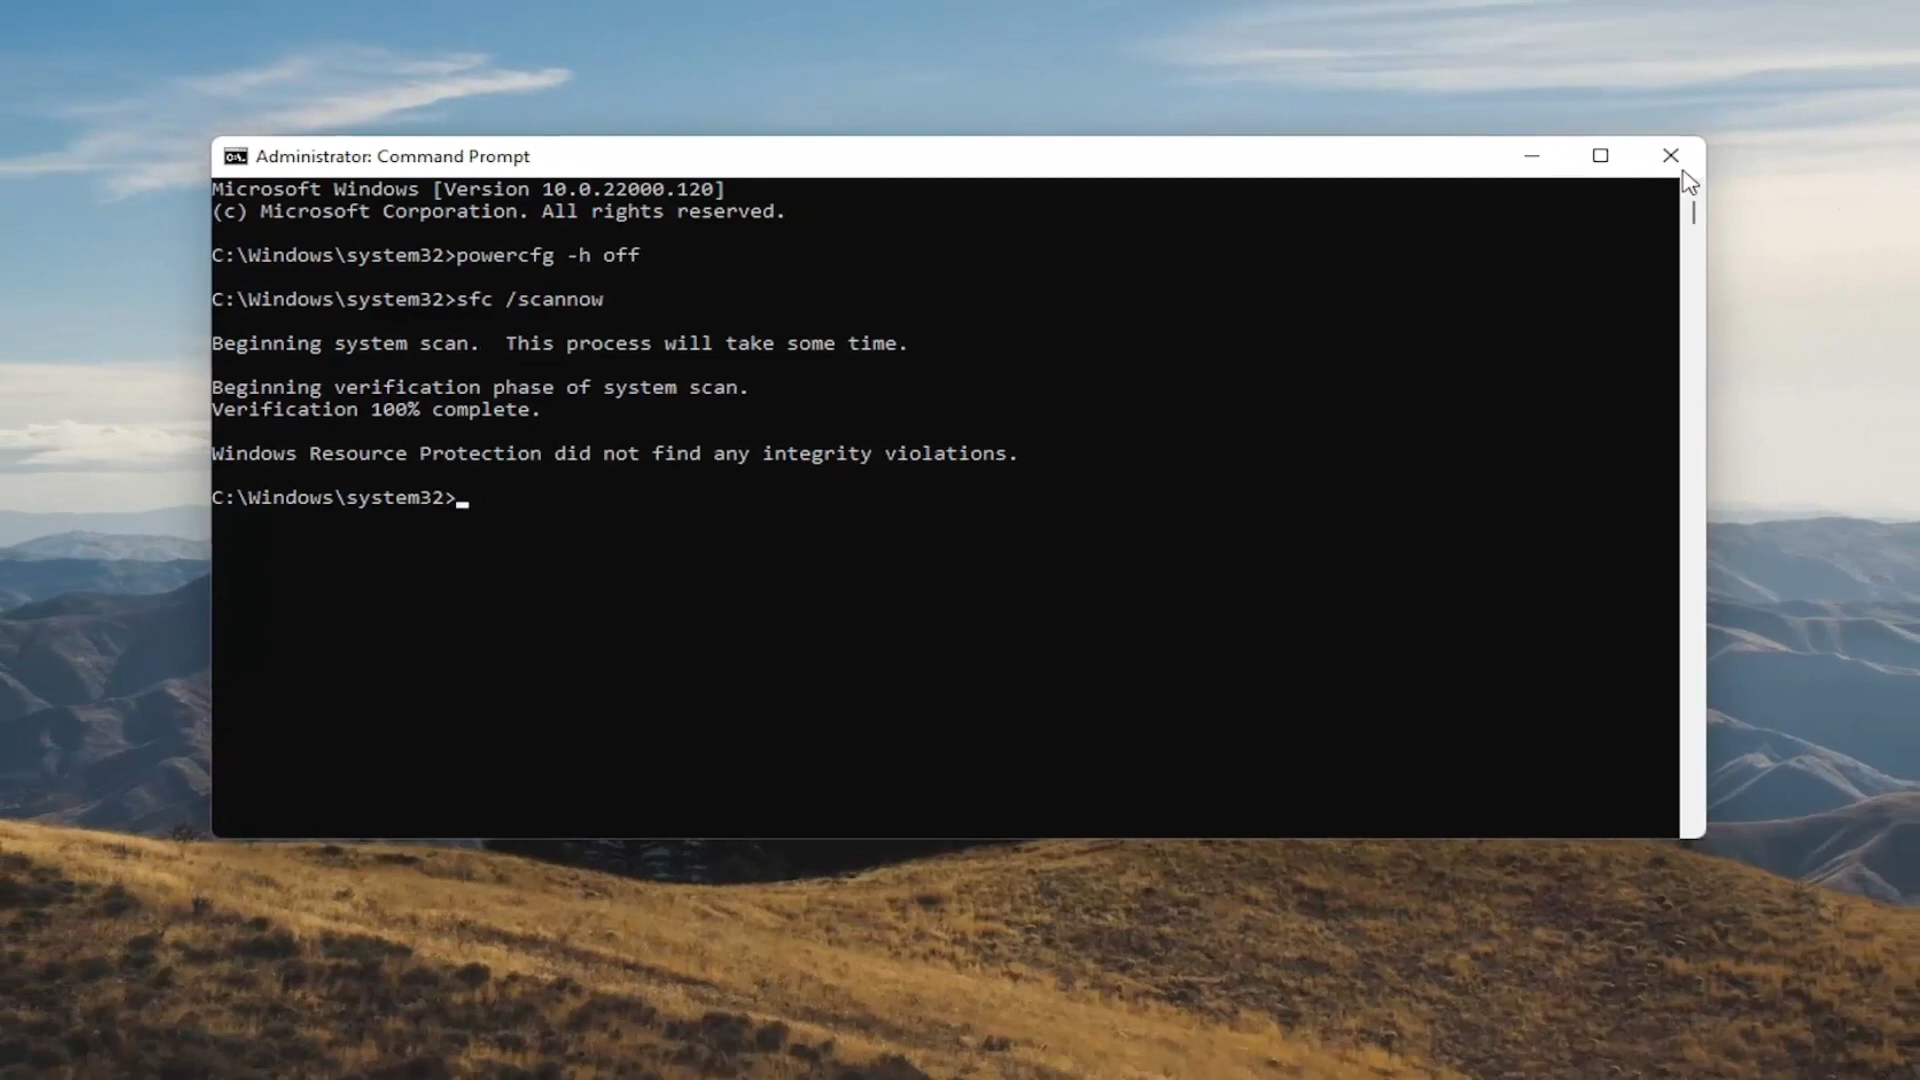 Administrator: Command Prompt
Microsoft Windows [Version 10.0.22000.120]
(c) Microsoft Corporation. All rights reserved.
C:\Windows\system32>powercfg -h off
C:\Windows\system32>sfc /scannow
Beginning system scan.  This process will take some time.
Beginning verification phase of system scan.
Verification 100% complete.
Windows Resource Protection did not find any integrity violations.
C:\Windows\system32>